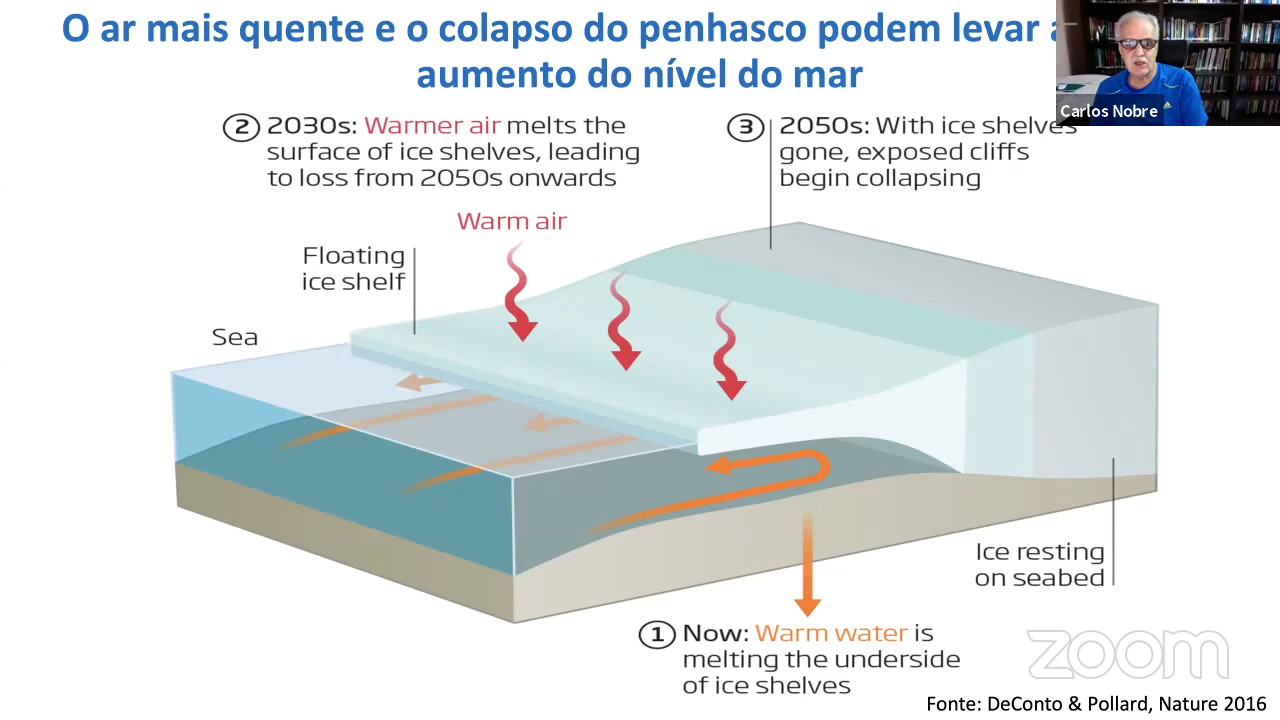 O ar mais quente e o colapso do penhasco podem levar
aumento do nível do mar
Carlos Nobre
② 2030s: Warmer air melts the
surface of ice shelves, leading
to loss from 2050s onwards
③ 2050s: With ice shelves
gone, exposed cliffs
begin collapsing
Warm air
Floating
ice shelf
Sea
Ice resting
on seabed
① Now: Warm water is
melting the underside
of ice shelves
zoom
Fonte: DeConto & Pollard, Nature 2016